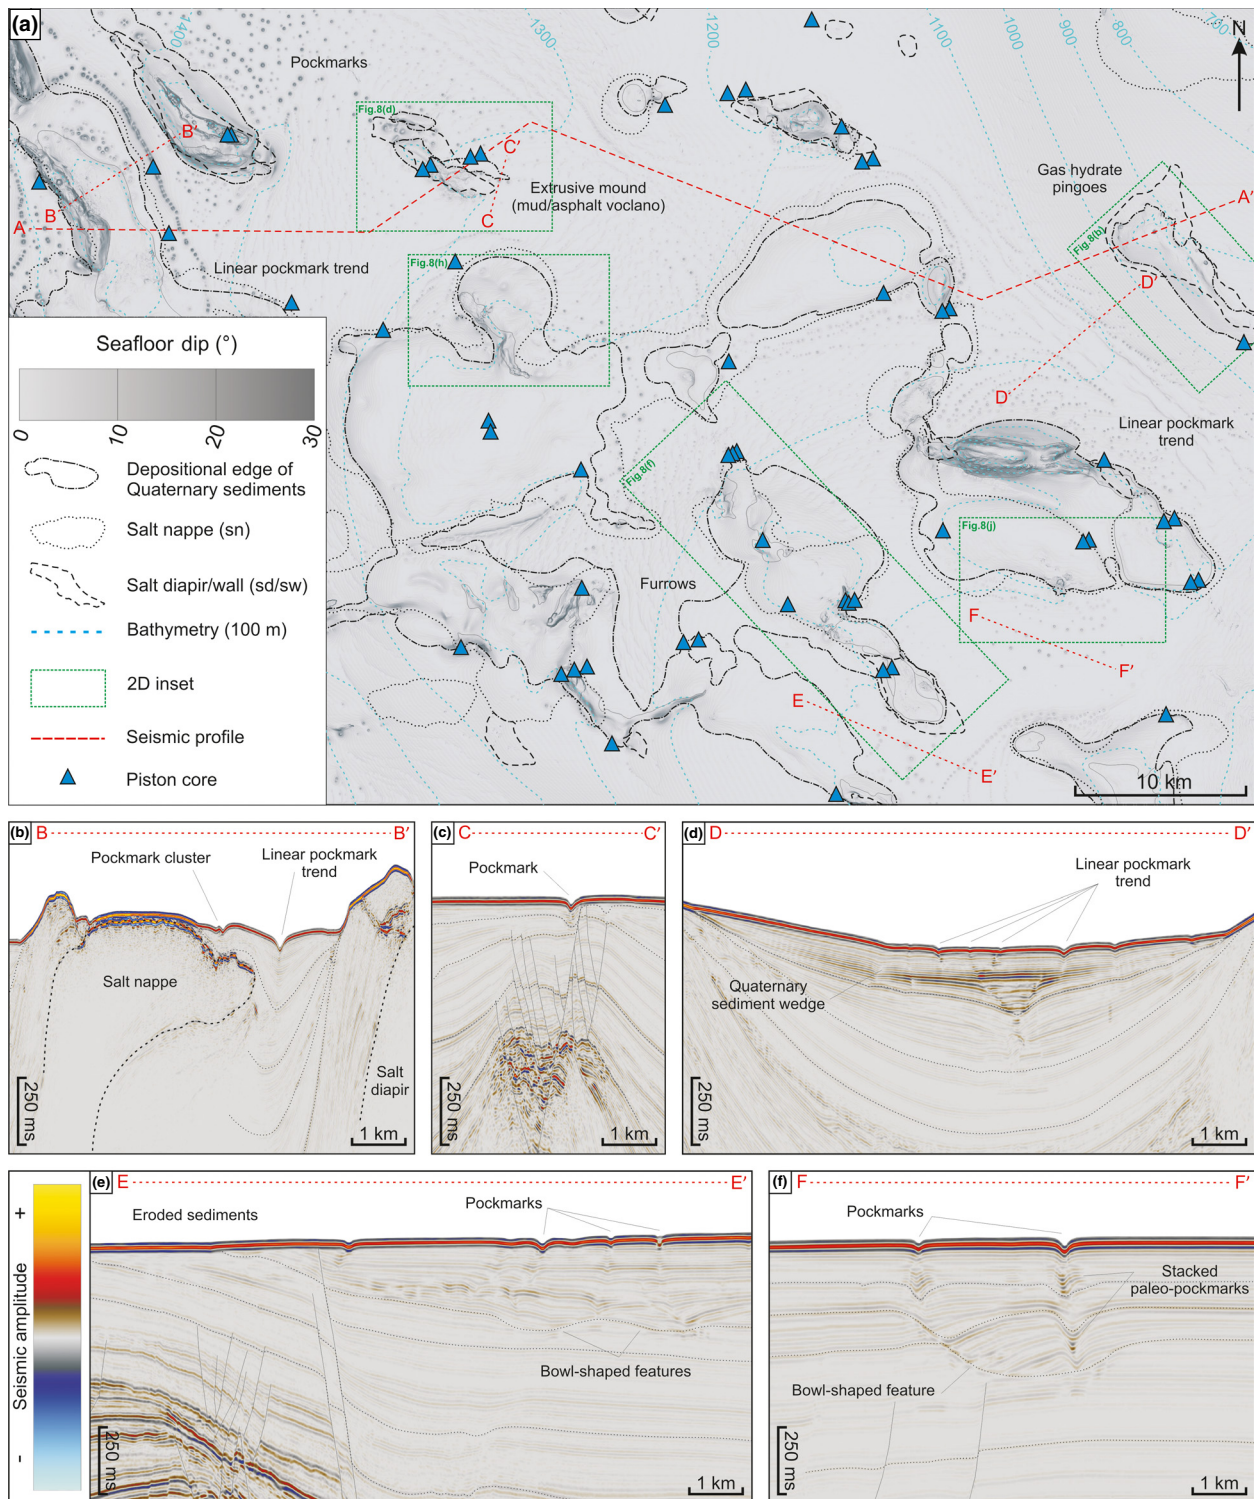 (a)
N
1400
1300
1200
1100
1000
900
800
700
Pockmarks
Fig.8(d)
B'
C'
C
Extrusive mound
(mud/asphalt voclano)
Gas hydrate
pingoes
A'
B
A
Fig.8(b)
Linear pockmark trend
Fig.8(h)
D'
D
Seafloor dip (°)
0
10
20
30
Linear pockmark
trend
Depositional edge of
Quaternary sediments
Fig.8(f)
Salt nappe (sn)
Fig.8(j)
Salt diapir/wall (sd/sw)
Furrows
Bathymetry (100 m)
F
F'
2D inset
E
E'
Seismic profile
Piston core
10 km
(b) B B'
Pockmark cluster
Linear pockmark
trend
Salt nappe
Salt
diapir
250 ms
1 km
(c) C C'
Pockmark
250 ms
1 km
(d) D D'
Linear pockmark
trend
Quaternary
sediment wedge
250 ms
1 km
+
Seismic amplitude
-
(e) E E'
Eroded sediments
Pockmarks
Bowl-shaped features
250 ms
1 km
(f) F F'
Pockmarks
Stacked
paleo-pockmarks
Bowl-shaped feature
250 ms
1 km